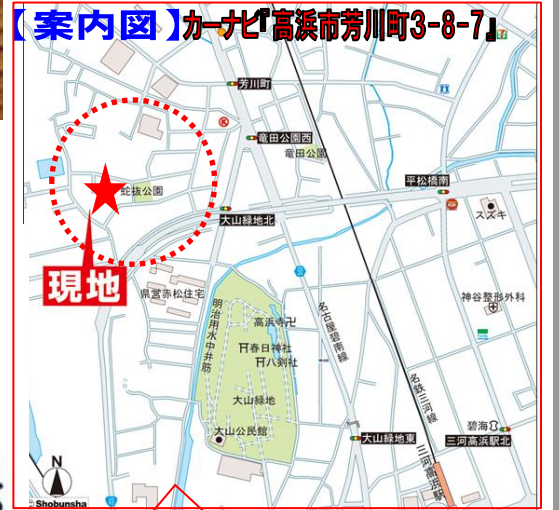 【案内図】カーナビ『高浜市芳川町3-8-7』
芳川町
竜田公園西
竜田公園
平松橋南
スズキ
蛇抜公園
大山緑地北
現地
県営赤松住宅
明治用水中井筋
名古屋碧南線
神谷整形外科
高浜寺卍
春日神社
八剣社
大山緑地
名鉄三河線
大山公民館
大山緑地東
碧海
三河高浜駅北
三河高浜駅
N
Shobunsha